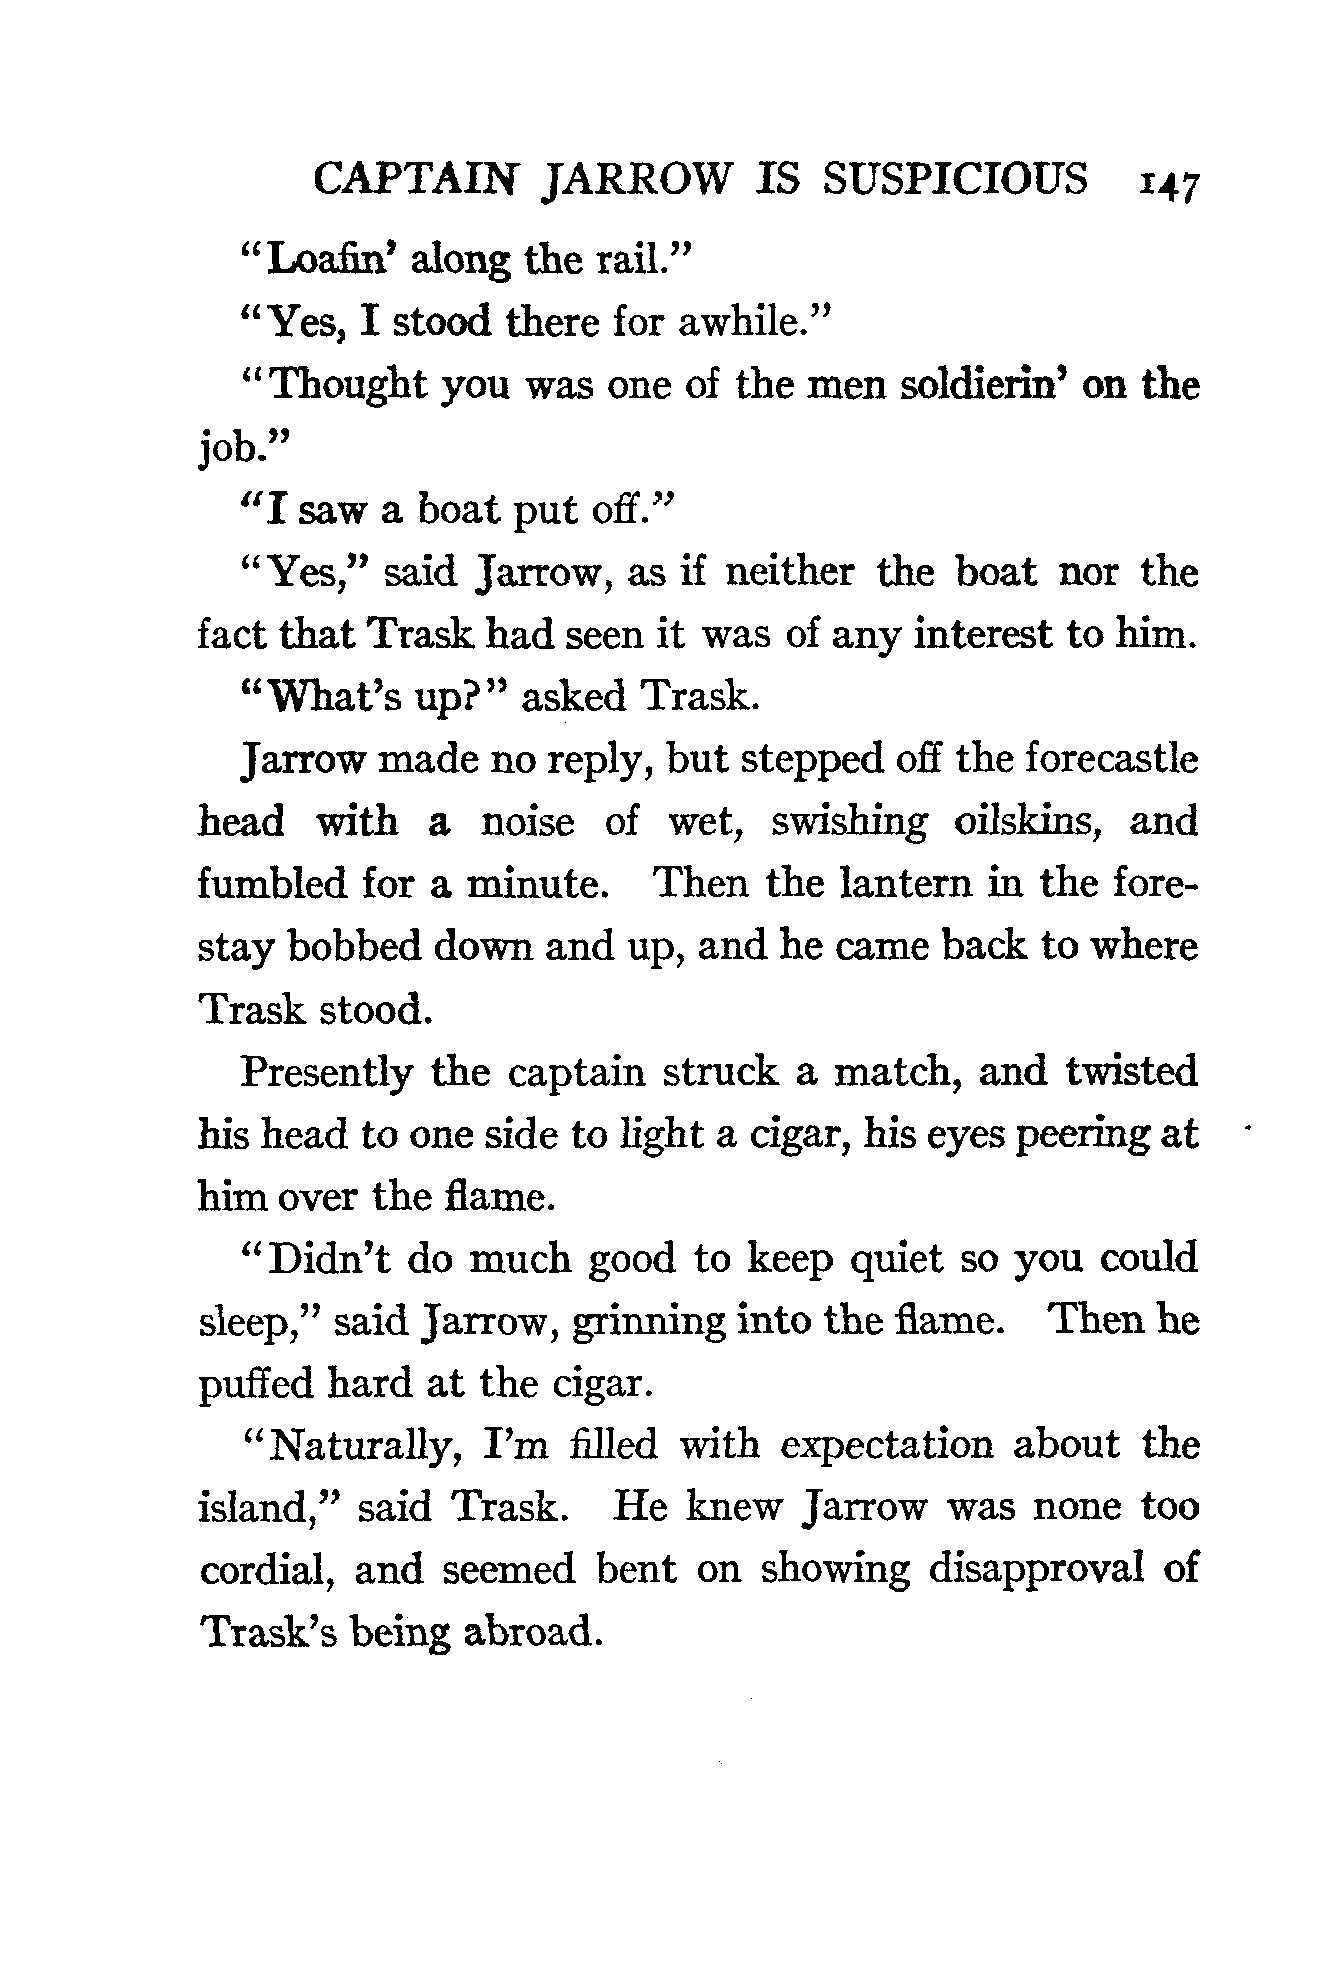 CAPTAIN JARROW IS SUSPICIOUS 147
“Loafin’ along the rail.”
“Yes, I stood there for awhile.”
“Thought you was one of the men soldierin’ on the
job.”
“I saw a boat put off.”
“Yes,” said Jarrow, as if neither the boat nor the
fact that Trask had seen it was of any interest to him.
“What’s up?” asked Trask.
Jarrow made no reply, but stepped off the forecastle
head with a noise of wet, swishing oilskins, and
fumbled for a minute. Then the lantern in the fore-
stay bobbed down and up, and he came back to where
Trask stood.
Presently the captain struck a match, and twisted
his head to one side to light a cigar, his eyes peering at
him over the flame.
“Didn’t do much good to keep quiet so you could
sleep,” said Jarrow, grinning into the flame. Then he
puffed hard at the cigar.
“Naturally, I’m filled with expectation about the
island,” said Trask. He knew Jarrow was none too
cordial, and seemed bent on showing disapproval of
Trask’s being abroad.